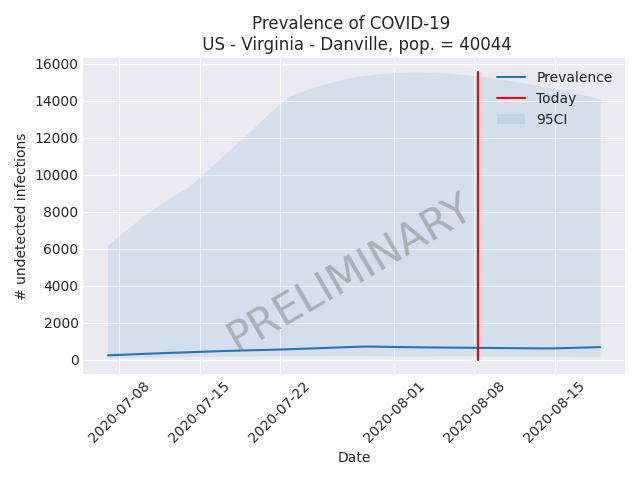 Prevalence of COVID-19
US - Virginia - Danville, pop. = 40044
16000
14000
12000
10000
8000
6000
4000
2000
0
# undetected infections
Prevalence
Today
95CI
PRELIMINARY
2020-07-08
2020-07-15
2020-07-22
2020-08-01
2020-08-08
2020-08-15
Date